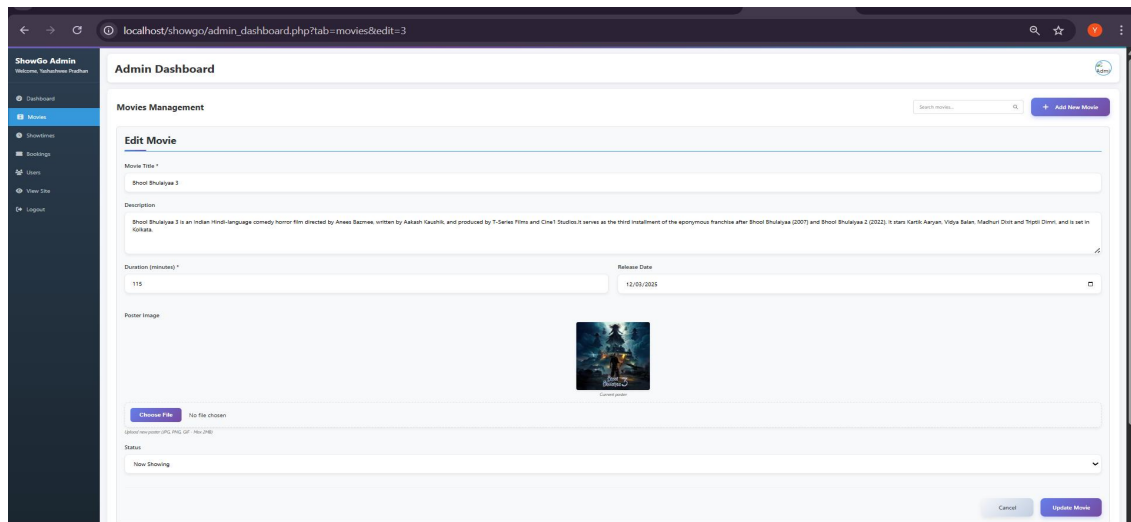 localhost/showgo/admin_dashboard.php?tab=movies&edit=3
Y
ShowGo Admin
Welcome, Yashashwee Pradhan
Dashboard
Movies
Showtimes
Bookings
Users
View Site
Logout
Admin Dashboard
Admi
Movies Management
Search movies...
+ Add New Movie
Edit Movie
Movie Title *
Bhool Bhulaiyaa 3
Description
Bhool Bhulaiyaa 3 is an Indian Hindi-language comedy horror film directed by Anees Bazmee, written by Aakash Kaushik, and produced by T-Series Films and Cine1 Studios.It serves as the third installment of the eponymous franchise after Bhool Bhulaiyaa (2007) and Bhool Bhulaiyaa 2 (2022). It stars Kartik Aaryan, Vidya Balan, Madhuri Dixit and Triptii Dimri, and is set in
Kolkata.
Duration (minutes) *
Release Date
115
12/03/2025
Poster Image
Bhool
Bhulaiyaa 3
Current poster
Choose File
No file chosen
Upload new poster (JPG, PNG, GIF - Max 2MB)
Status
Now Showing
Cancel
Update Movie